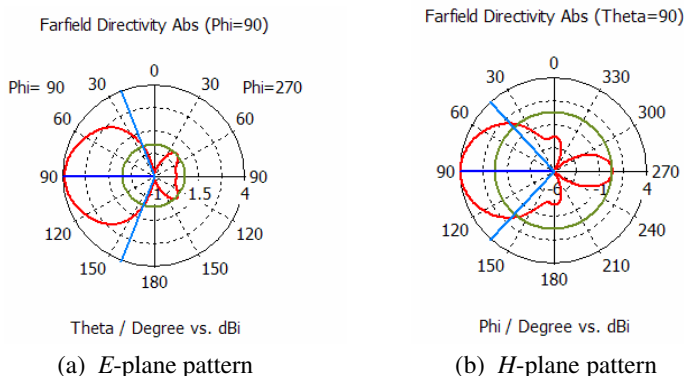 Farfield Directivity Abs (Phi=90)
Phi= 90 30 0 30 Phi=270
60 60
90 -1 1.5 4 90
120 120
150 150
180
Theta / Degree vs. dBi
(a) E-plane pattern
Farfield Directivity Abs (Theta=90)
30 0 330
60 300
90 -6 -1 4 270
120 240
150 210
180
Phi / Degree vs. dBi
(b) H-plane pattern